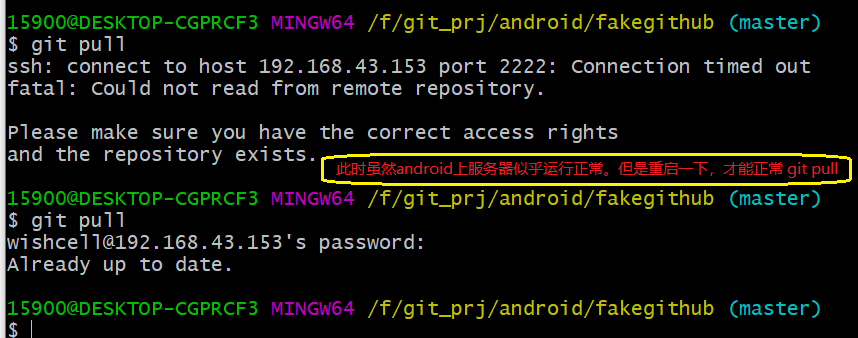 15900@DESKTOP-CGPRCF3 MINGW64 /f/git_prj/android/fakegithub (master)
$ git pull
ssh: connect to host 192.168.43.153 port 2222: Connection timed out
fatal: Could not read from remote repository.
Please make sure you have the correct access rights
and the repository exists.
此时虽然android上服务器似乎运行正常。但是重启一下，才能正常 git pull
15900@DESKTOP-CGPRCF3 MINGW64 /f/git_prj/android/fakegithub (master)
$ git pull
wishcell@192.168.43.153's password:
Already up to date.
15900@DESKTOP-CGPRCF3 MINGW64 /f/git_prj/android/fakegithub (master)
$